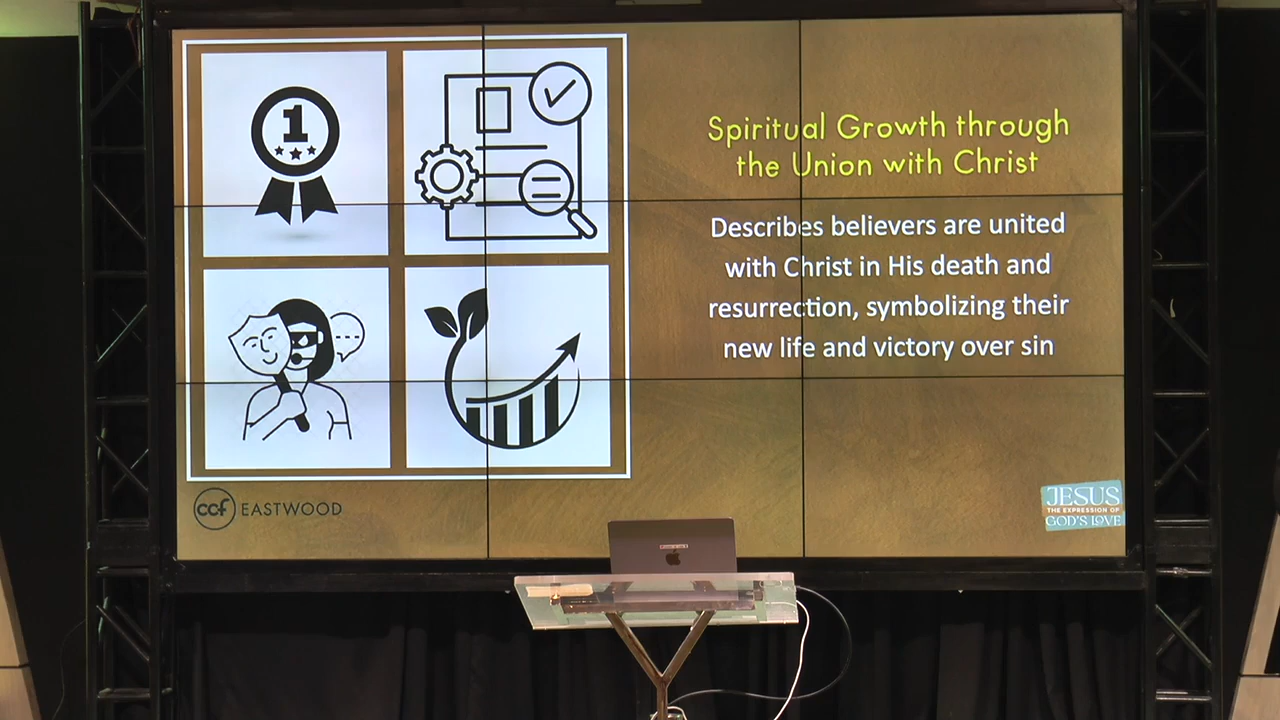 1
Spiritual Growth through
the Union with Christ
Describes believers are united
with Christ in His death and
resurrection, symbolizing their
new life and victory over sin
ccf EASTWOOD
JESUS
THE EXPRESSION OF
GOD'S LOVE